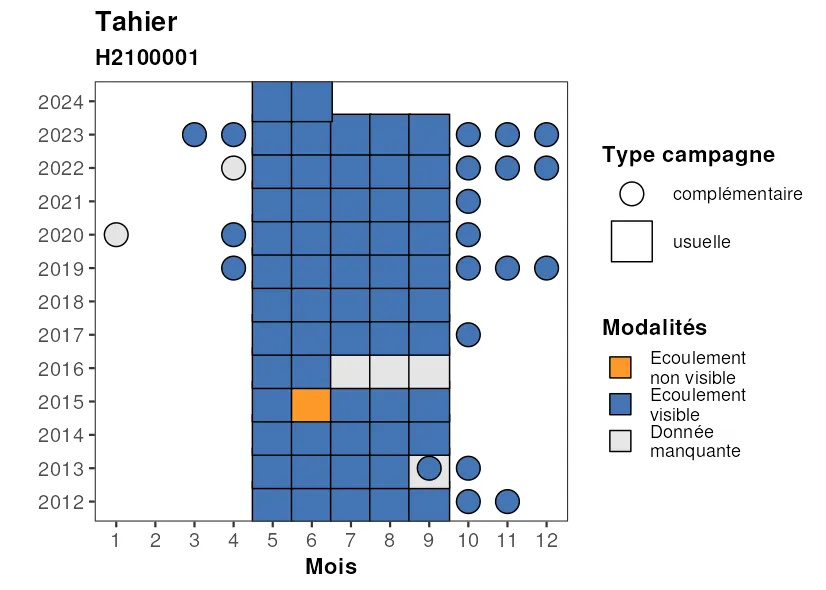 Tahier
H2100001
2024
2023
2022
2021
2020
2019
2018
2017
2016
2015
2014
2013
2012
1 2 3 4 5 6 7 8 9 10 11 12
Mois
Type campagne
complémentaire
usuelle
Modalités
Ecoulement
non visible
Ecoulement
visible
Donnée
manquante